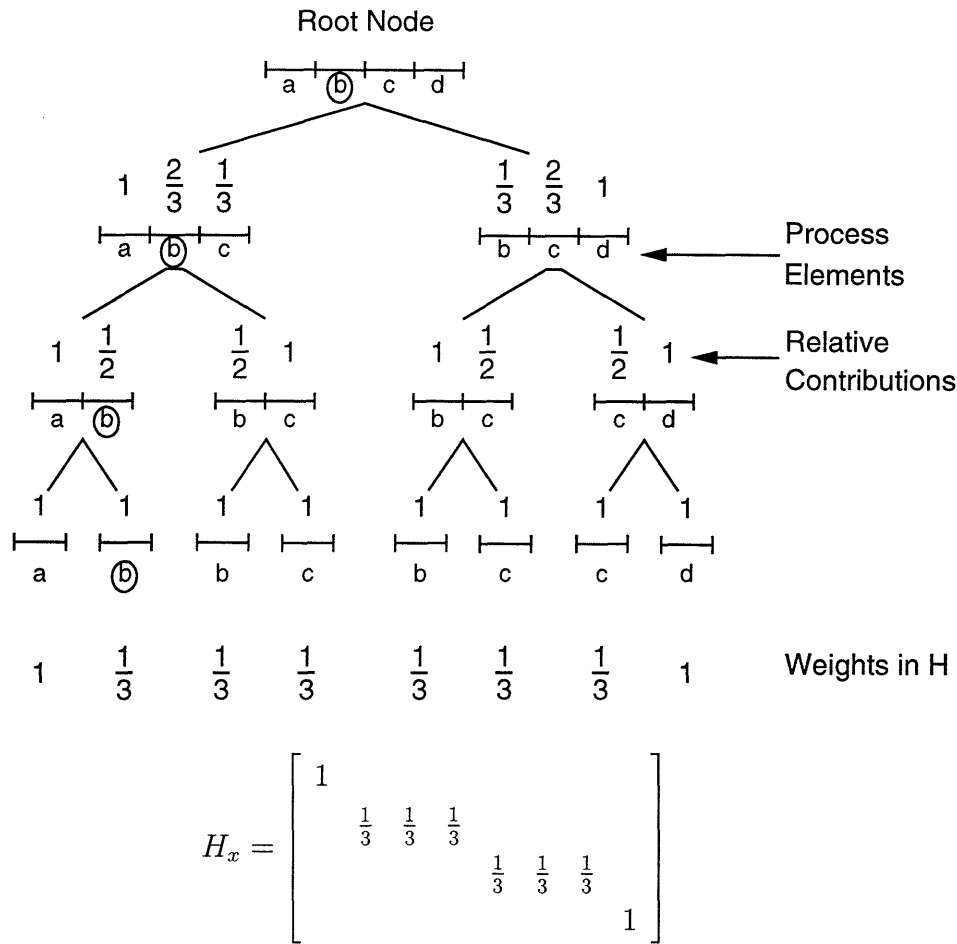 Root Node
a b c d
1 2/3 1/3 1/3 2/3 1
a b c b c d
Process
Elements
1 1/2 1/2 1 1 1/2 1/2 1
Relative
Contributions
a b b c b c c d
1 1 1 1 1 1 1 1
a b b c b c c d
1 1/3 1/3 1/3 1/3 1/3 1/3 1 Weights in H
H_x = [ 1
1/3 1/3 1/3
1/3 1/3 1/3
1 ]